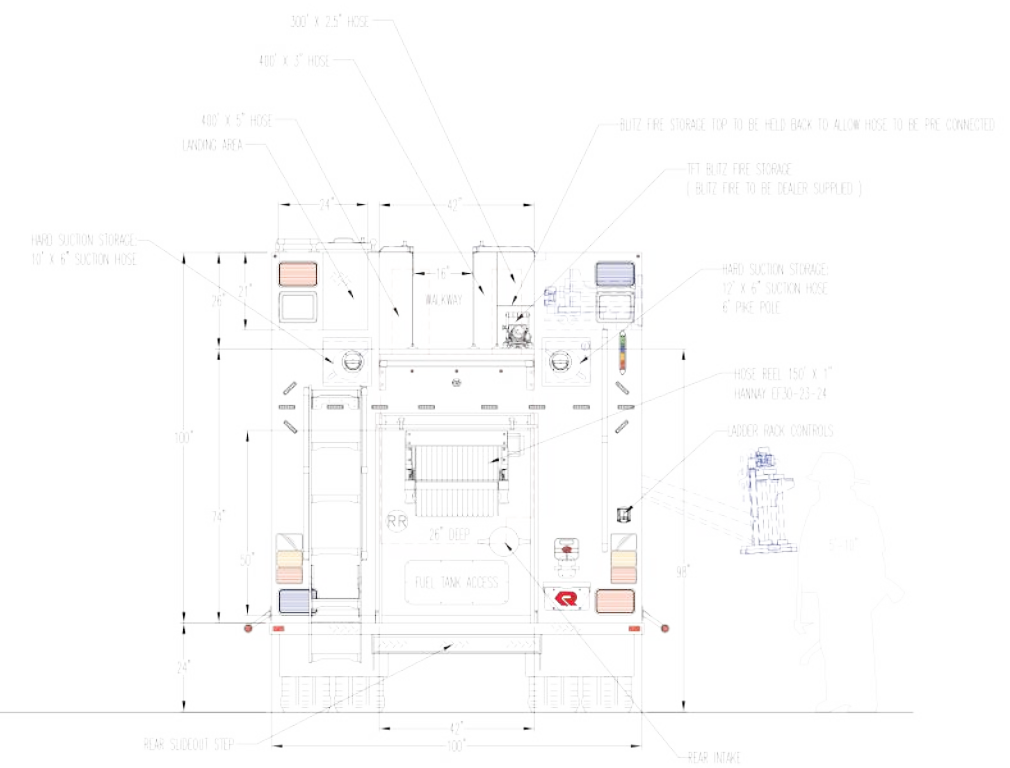 300' X 2.5" HOSE
400' X 3" HOSE
400' X 5" HOSE
LANDING AREA
BLITZ FIRE STORAGE TOP TO BE HELD BACK TO ALLOW HOSE TO BE PRE CONNECTED
TFT BLITZ FIRE STORAGE
( BLITZ FIRE TO BE DEALER SUPPLIED )
24"
42"
HARD SUCTION STORAGE;
10' X 6" SUCTION HOSE
26"
21"
16"
WALKWAY
HARD SUCTION STORAGE;
12' X 6" SUCTION HOSE
6' PIKE POLE
HOSE REEL 150' X 1"
HANNAY EF30-23-24
LADDER RACK CONTROLS
100"
74"
50"
RR
26" DEEP
FUEL TANK ACCESS
R
98"
24"
REAR SLIDEOUT STEP
42"
100"
REAR INTAKE